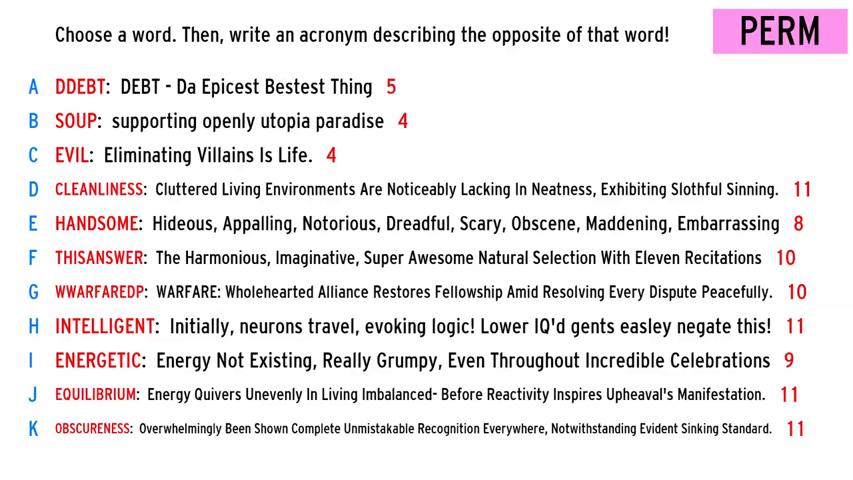 Choose a word. Then, write an acronym describing the opposite of that word!
PERM
A DDEBT: DEBT - Da Epicest Bestest Thing 5
B SOUP: supporting openly utopia paradise 4
C EVIL: Eliminating Villains Is Life. 4
D CLEANLINESS: Cluttered Living Environments Are Noticeably Lacking In Neatness, Exhibiting Slothful Sinning. 11
E HANDSOME: Hideous, Appalling, Notorious, Dreadful, Scary, Obscene, Maddening, Embarrassing 8
F THISANSWER: The Harmonious, Imaginative, Super Awesome Natural Selection With Eleven Recitations 10
G WWARFAREDP: WARFARE: Wholehearted Alliance Restores Fellowship Amid Resolving Every Dispute Peacefully. 10
H INTELLIGENT: Initially, neurons travel, evoking logic! Lower IQ'd gents easley negate this! 11
I ENERGETIC: Energy Not Existing, Really Grumpy, Even Throughout Incredible Celebrations 9
J EQUILIBRIUM: Energy Quivers Unevenly In Living Imbalanced- Before Reactivity Inspires Upheaval's Manifestation. 11
K OBSCURENESS: Overwhelmingly Been Shown Complete Unmistakable Recognition Everywhere, Notwithstanding Evident Sinking Standard. 11